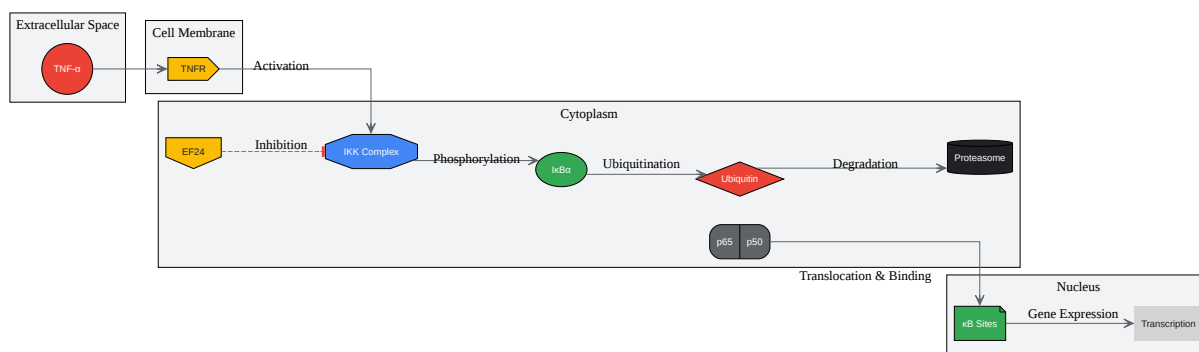 Extracellular Space
TNF-α
Cell Membrane
TNFR
Activation
Cytoplasm
EF24
Inhibition
IKK Complex
Phosphorylation
IκBα
Ubiquitination
Ubiquitin
Degradation
Proteasome
p65
p50
Translocation & Binding
Nucleus
κB Sites
Gene Expression
Transcription